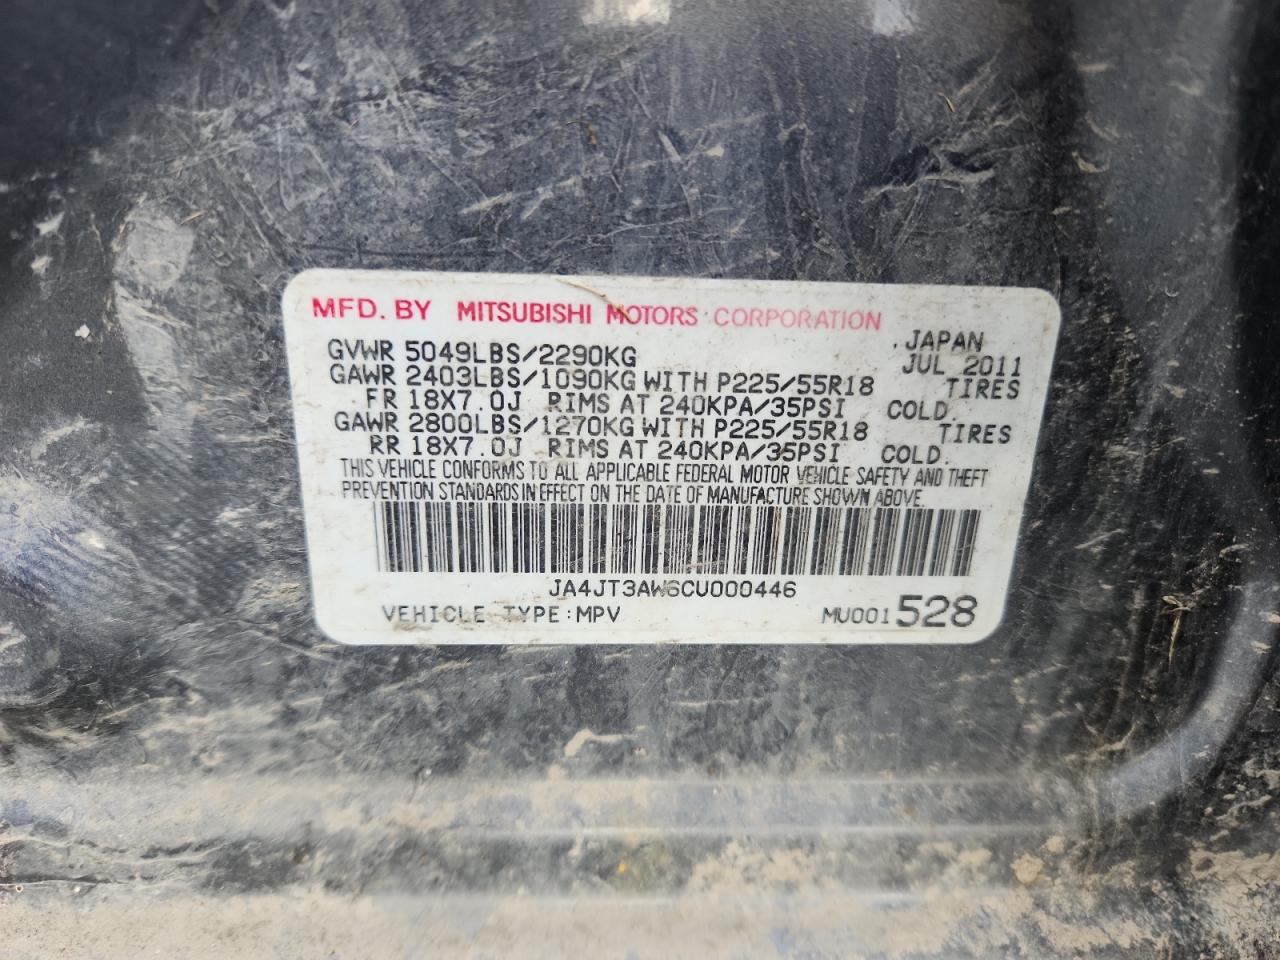 MFD. BY MITSUBISHI MOTORS CORPORATION
JAPAN
GVWR 5049LBS/2290KG JUL 2011
GAWR 2403LBS/1090KG WITH P225/55R18 TIRES
FR 18X7.0J RIMS AT 240KPA/35PSI COLD.
GAWR 2800LBS/1270KG WITH P225/55R18 TIRES
RR 18X7.0J RIMS AT 240KPA/35PSI COLD.
THIS VEHICLE CONFORMS TO ALL APPLICABLE FEDERAL MOTOR VEHICLE SAFETY AND THEFT
PREVENTION STANDARDS IN EFFECT ON THE DATE OF MANUFACTURE SHOWN ABOVE.
JA4JT3AW6CU000446
VEHICLE TYPE:MPV MU001528